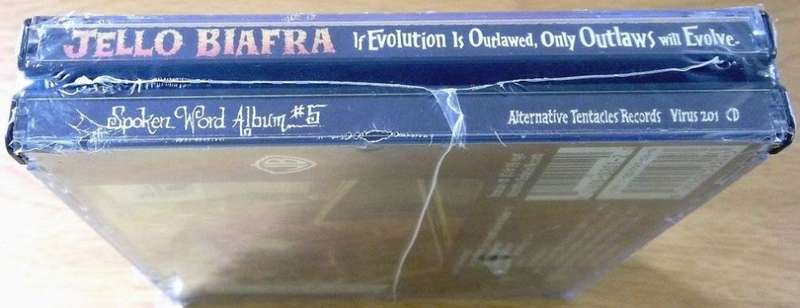 JELLO BIAFRA If Evolution Is Outlawed, Only Outlaws will Evolve.
Spoken Word Album #5 Alternative Tentacles Records Virus 201 CD